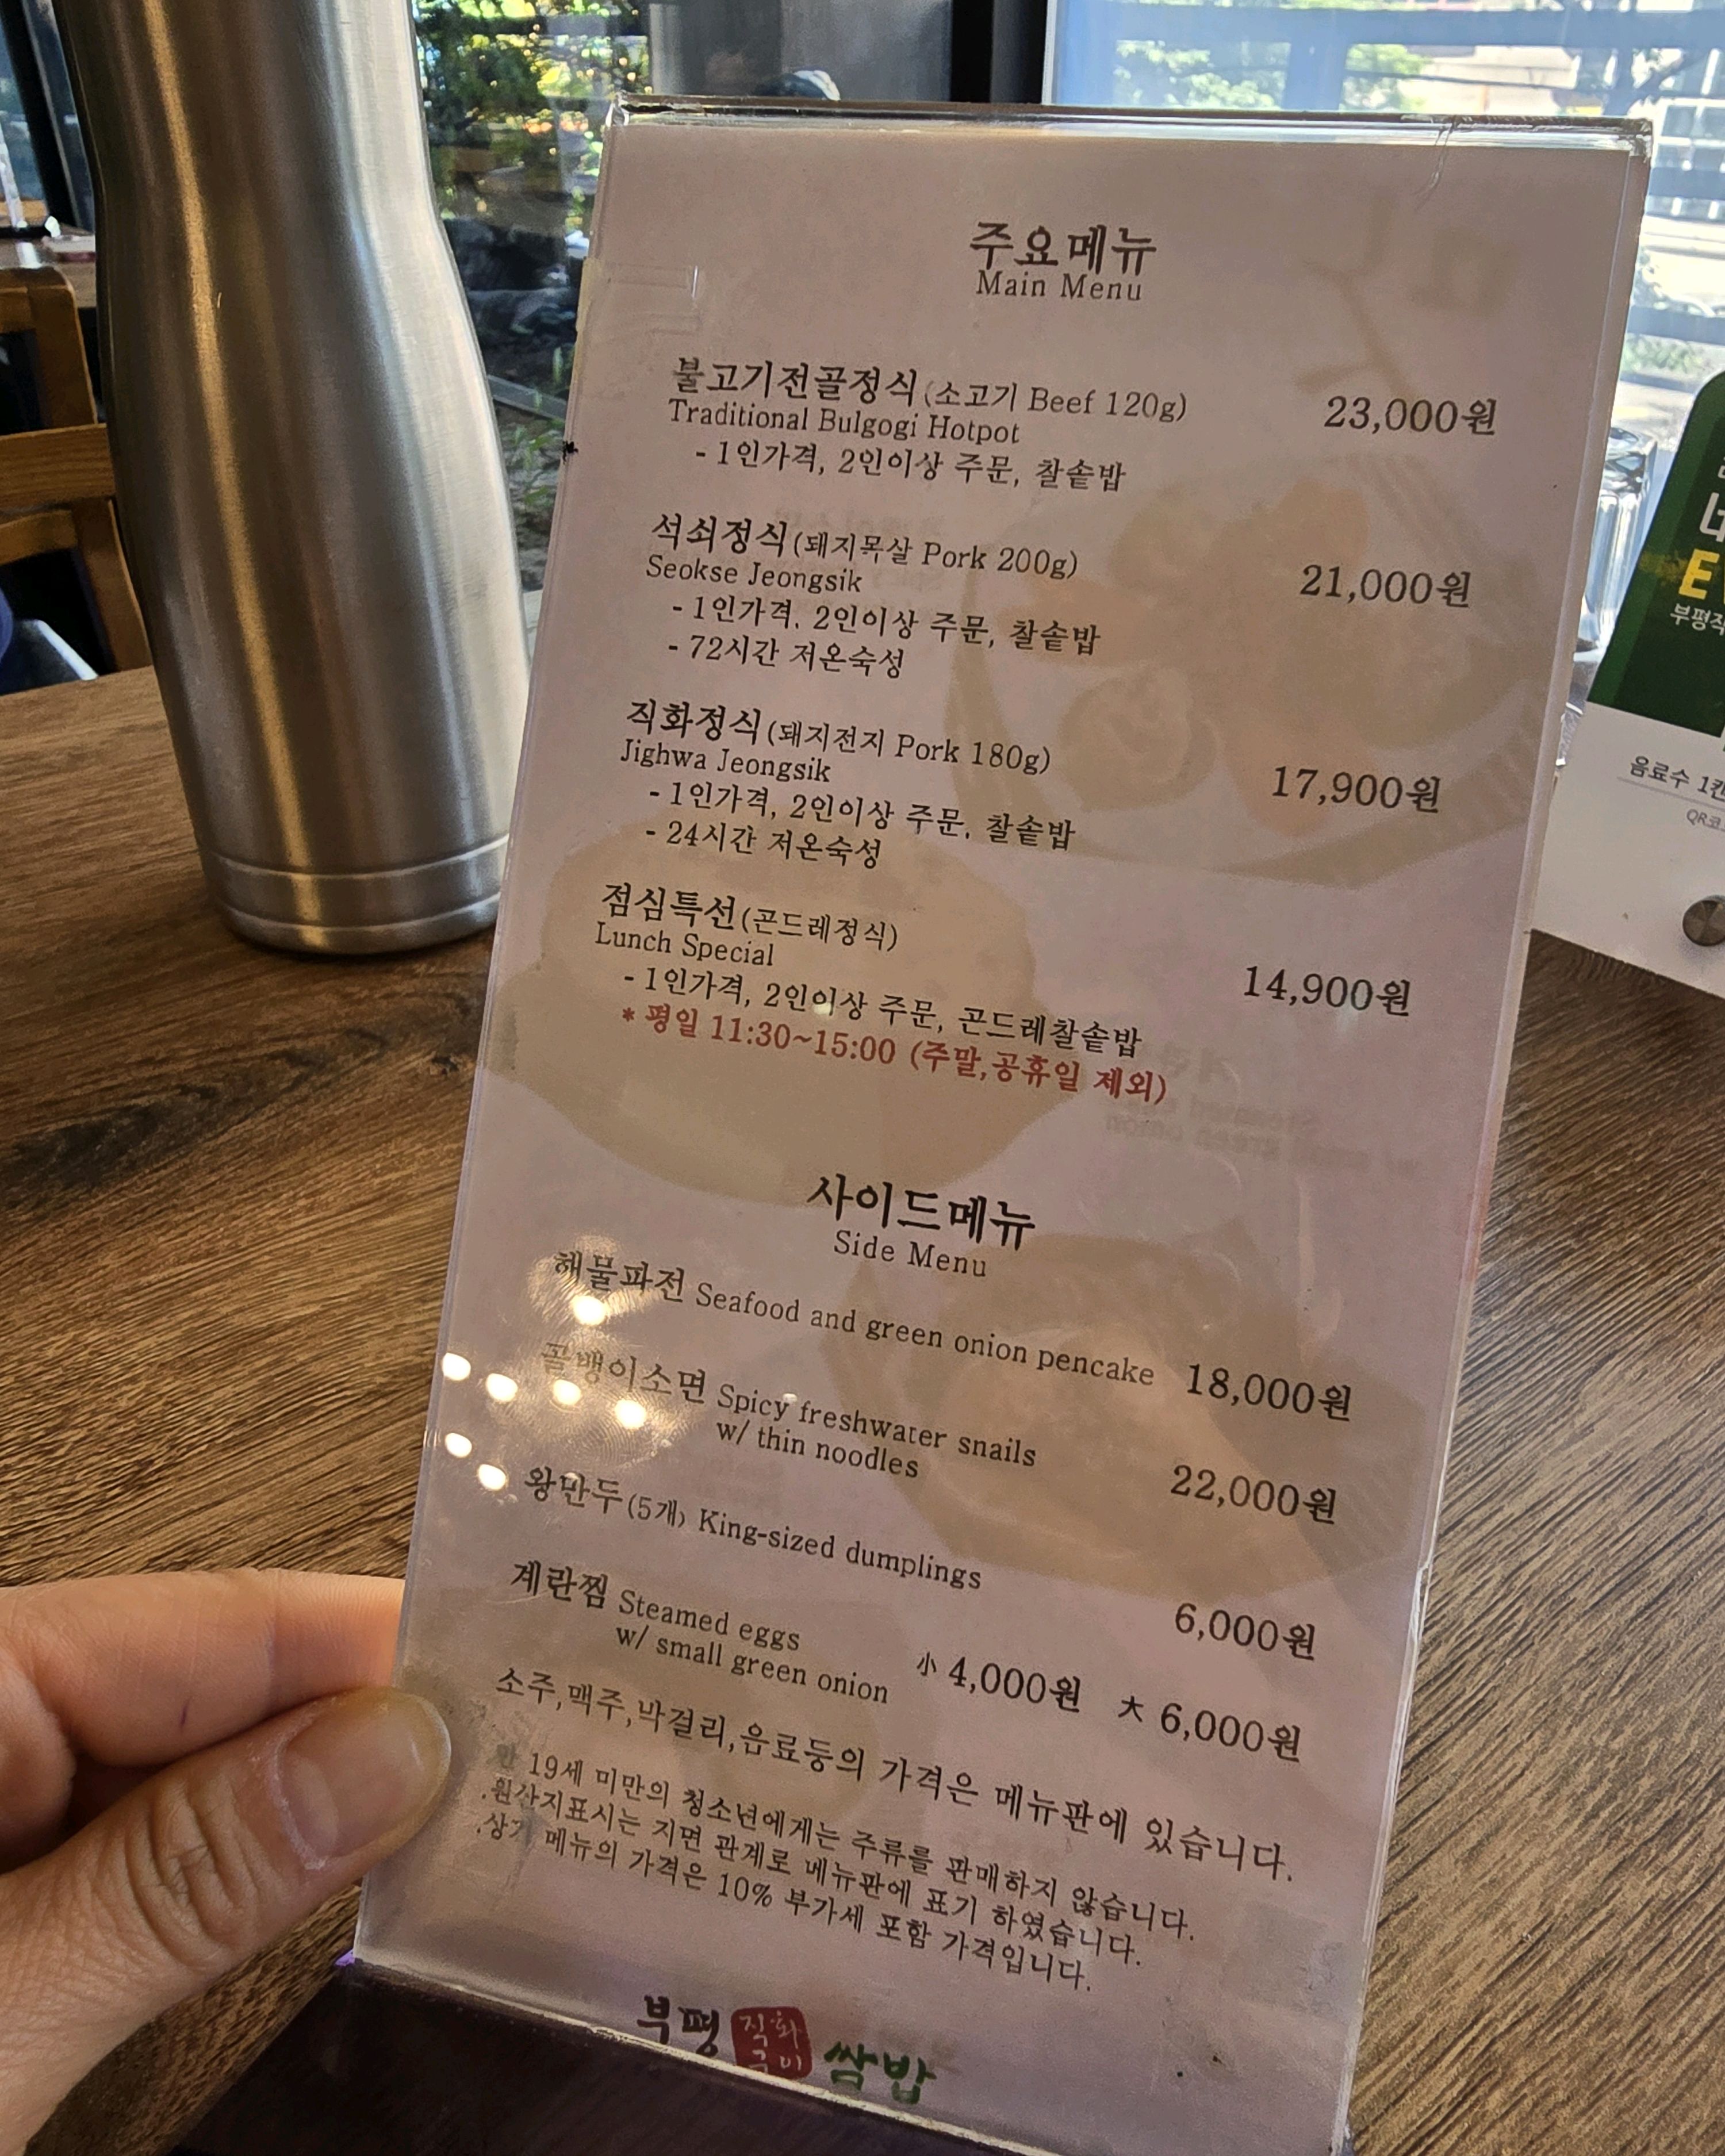 주요메뉴
Main Menu
불고기전골정식(소고기 Beef 120g) 23,000원
Traditional Bulgogi Hotpot
- 1인가격, 2인이상 주문, 찰솥밥
석쇠정식(돼지목살 Pork 200g) 21,000원
Seokse Jeongsik
- 1인가격, 2인이상 주문, 찰솥밥
- 72시간 저온숙성
직화정식(돼지전지 Pork 180g) 17,900원
Jighwa Jeongsik
- 1인가격, 2인이상 주문, 찰솥밥
- 24시간 저온숙성
점심특선(곤드레정식) 14,900원
Lunch Special
- 1인가격, 2인이상 주문, 곤드레찰솥밥
* 평일 11:30~15:00 (주말,공휴일 제외)
사이드메뉴
Side Menu
해물파전 Seafood and green onion pencake 18,000원
골뱅이소면 Spicy freshwater snails 22,000원
w/ thin noodles
왕만두(5개) King-sized dumplings 6,000원
계란찜 Steamed eggs 小 4,000원 大 6,000원
w/ small green onion
소주,맥주,막걸리,음료등의 가격은 메뉴판에 있습니다.
만 19세 미만의 청소년에게는 주류를 판매하지 않습니다.
.원산지표시는 지면 관계로 메뉴판에 표기 하였습니다.
.상기 메뉴의 가격은 10% 부가세 포함 가격입니다.
부평 직화구이 쌈밥
E
음료수 1캔